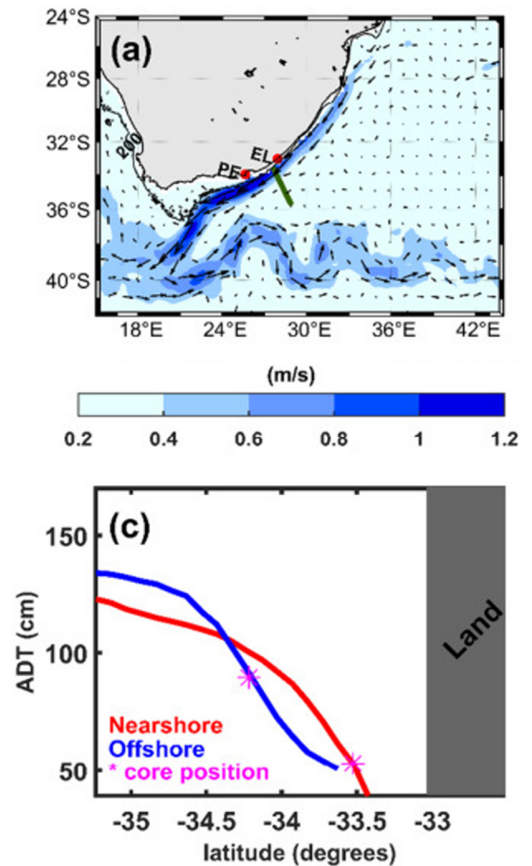 24°S
(a)
28°S
32°S
200
EL
PE
36°S
40°S
18°E 24°E 30°E 36°E 42°E
(m/s)
0.2 0.4 0.6 0.8 1 1.2
(c)
150
100
50
ADT (cm)
Land
Nearshore
Offshore
* core position
-35 -34.5 -34 -33.5 -33
latitude (degrees)